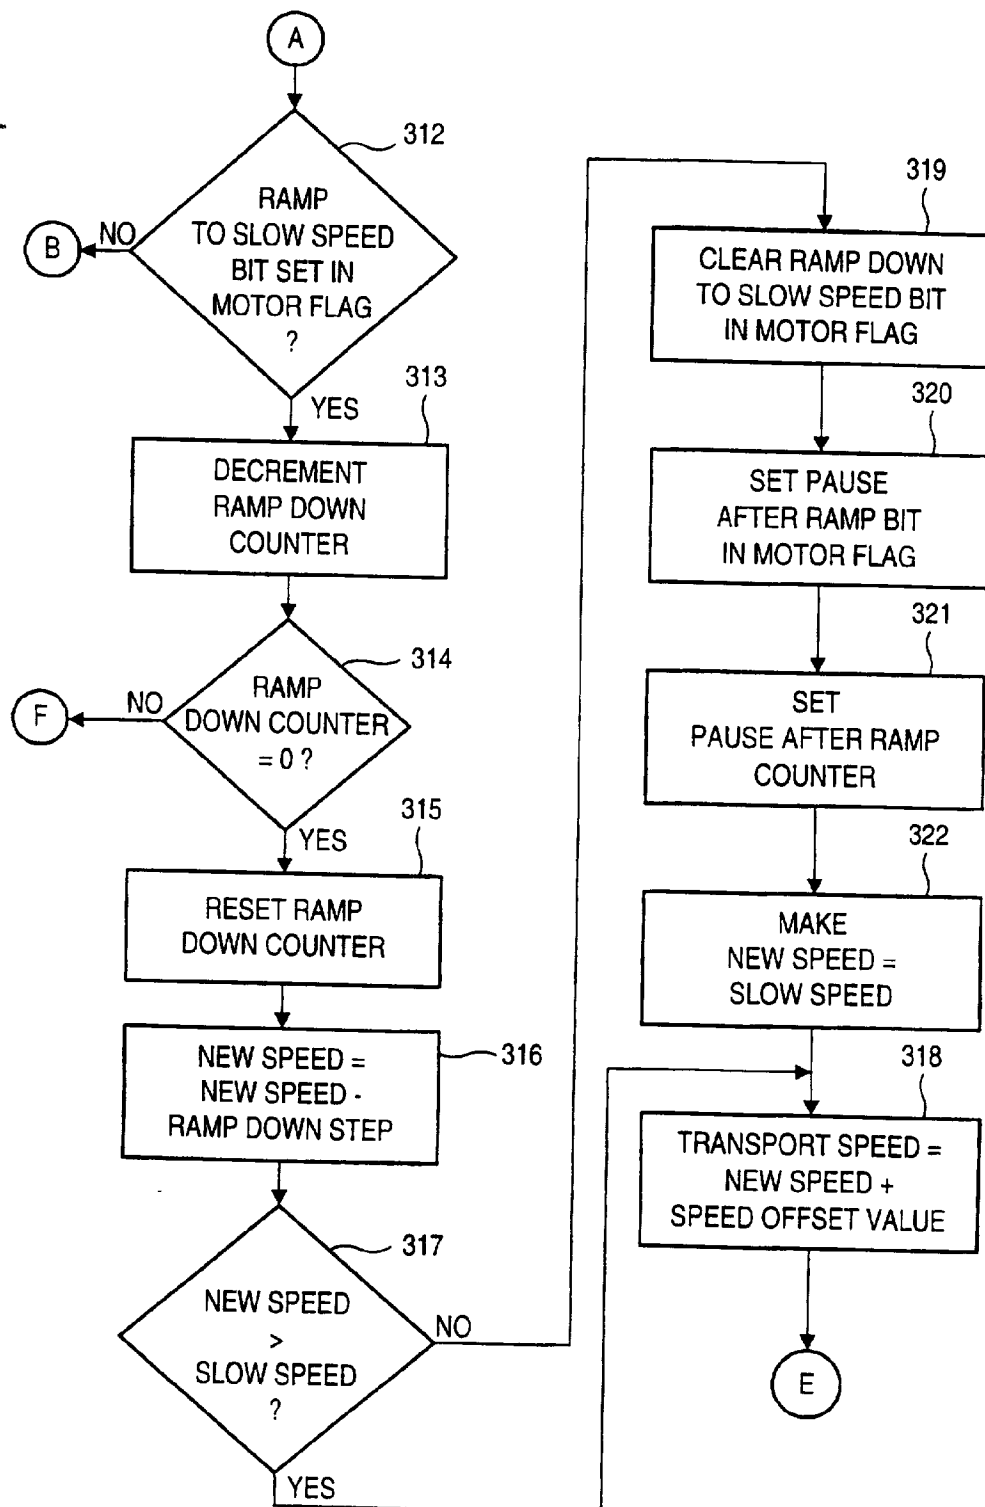 A
312
RAMP
TO SLOW SPEED
BIT SET IN
MOTOR FLAG
?
NO
B
YES
313
DECREMENT
RAMP DOWN
COUNTER
314
RAMP
DOWN COUNTER
= 0 ?
NO
F
YES
315
RESET RAMP
DOWN COUNTER
316
NEW SPEED =
NEW SPEED -
RAMP DOWN STEP
317
NEW SPEED
>
SLOW SPEED
?
NO
YES
319
CLEAR RAMP DOWN
TO SLOW SPEED BIT
IN MOTOR FLAG
320
SET PAUSE
AFTER RAMP BIT
IN MOTOR FLAG
321
SET
PAUSE AFTER RAMP
COUNTER
322
MAKE
NEW SPEED =
SLOW SPEED
318
TRANSPORT SPEED =
NEW SPEED +
SPEED OFFSET VALUE
E